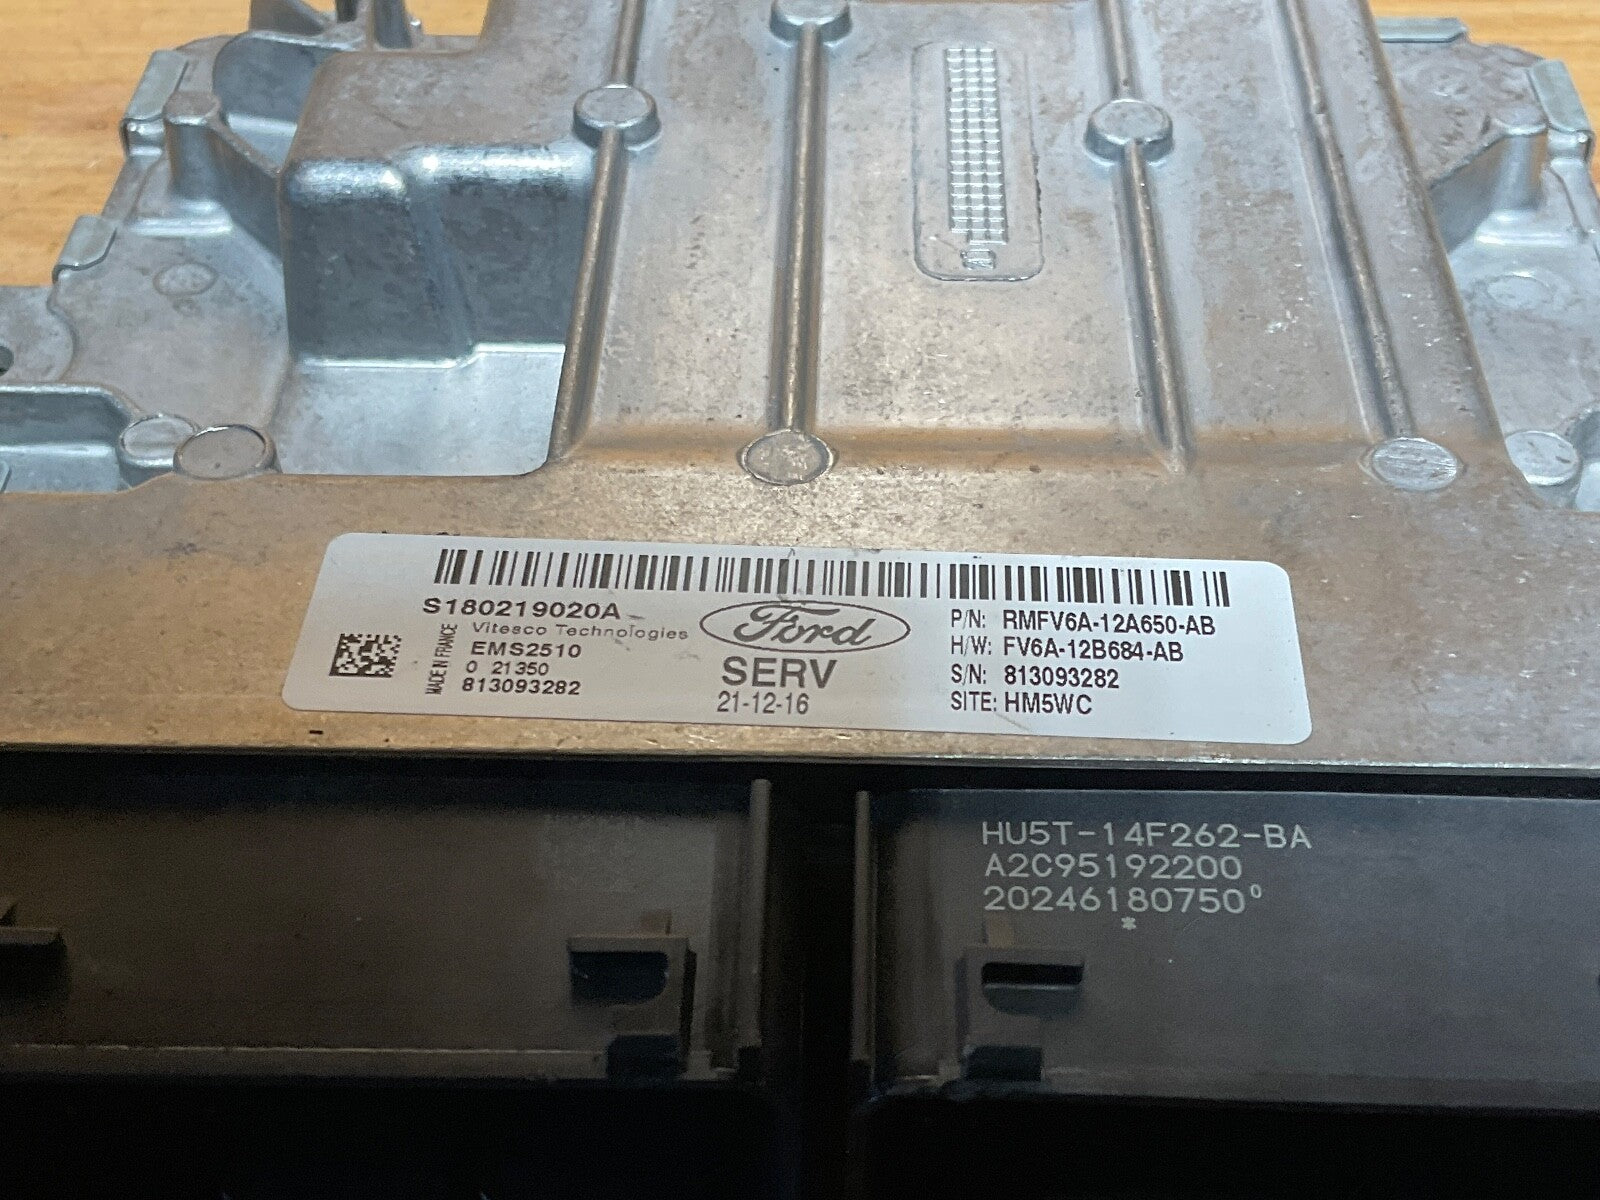 S180219020A
Vitesco Technologies
MADE IN FRANCE
EMS2510
0 21350
813093282
Ford
SERV
21-12-16
P/N: RMFV6A-12A650-AB
H/W: FV6A-12B684-AB
S/N: 813093282
SITE: HM5WC
HU5T-14F262-BA
A2C95192200
20246180750⁰
*